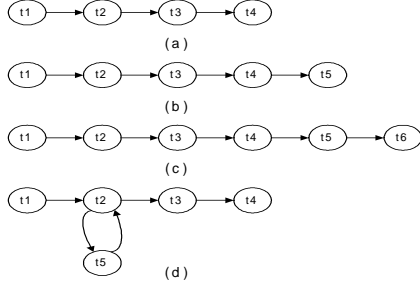 t1 t2 t3 t4
(a)
t1 t2 t3 t4 t5
(b)
t1 t2 t3 t4 t5 t6
(c)
t1 t2 t3 t4
t5
(d)